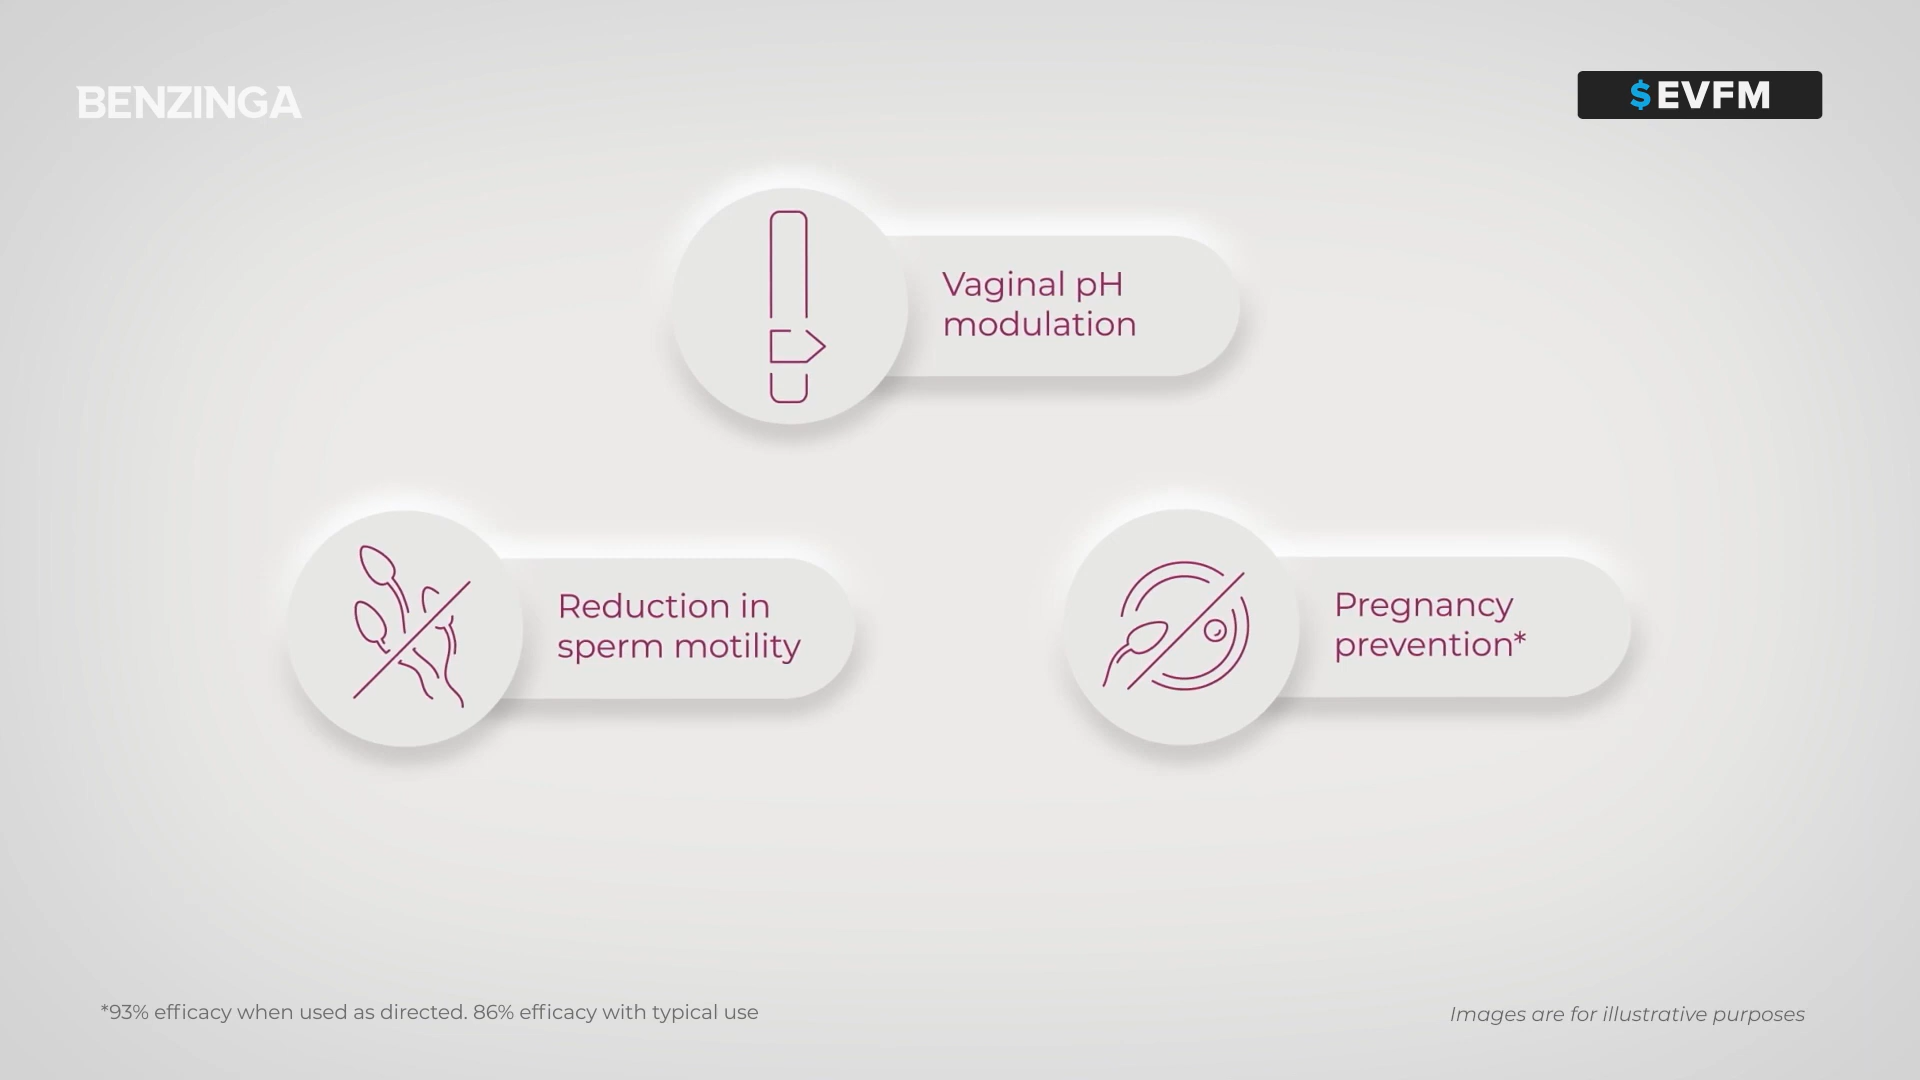 BENZINGA
$EVFM
Vaginal pH
modulation
Reduction in
sperm motility
Pregnancy
prevention*
*93% efficacy when used as directed. 86% efficacy with typical use
Images are for illustrative purposes